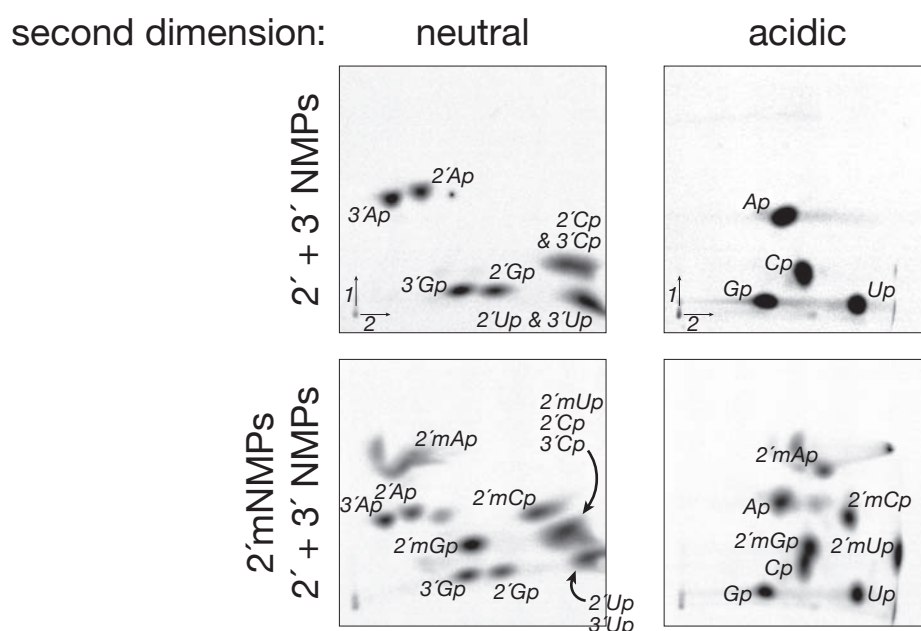 second dimension: neutral acidic
2´ + 3´ NMPs
2´Ap
3´Ap
2´Cp
& 3´Cp
3´Gp 2´Gp
2´Up & 3´Up
1
2
Ap
Cp
Gp Up
1
2
2´mNMPs
2´ + 3´ NMPs
2´mUp
2´Cp
3´Cp
2´mAp
2´Ap
3´Ap
2´mCp
2´mGp
3´Gp 2´Gp
2´Up
3´Up
2´mAp
Ap
2´mCp
2´mGp 2´mUp
Cp
Gp Up